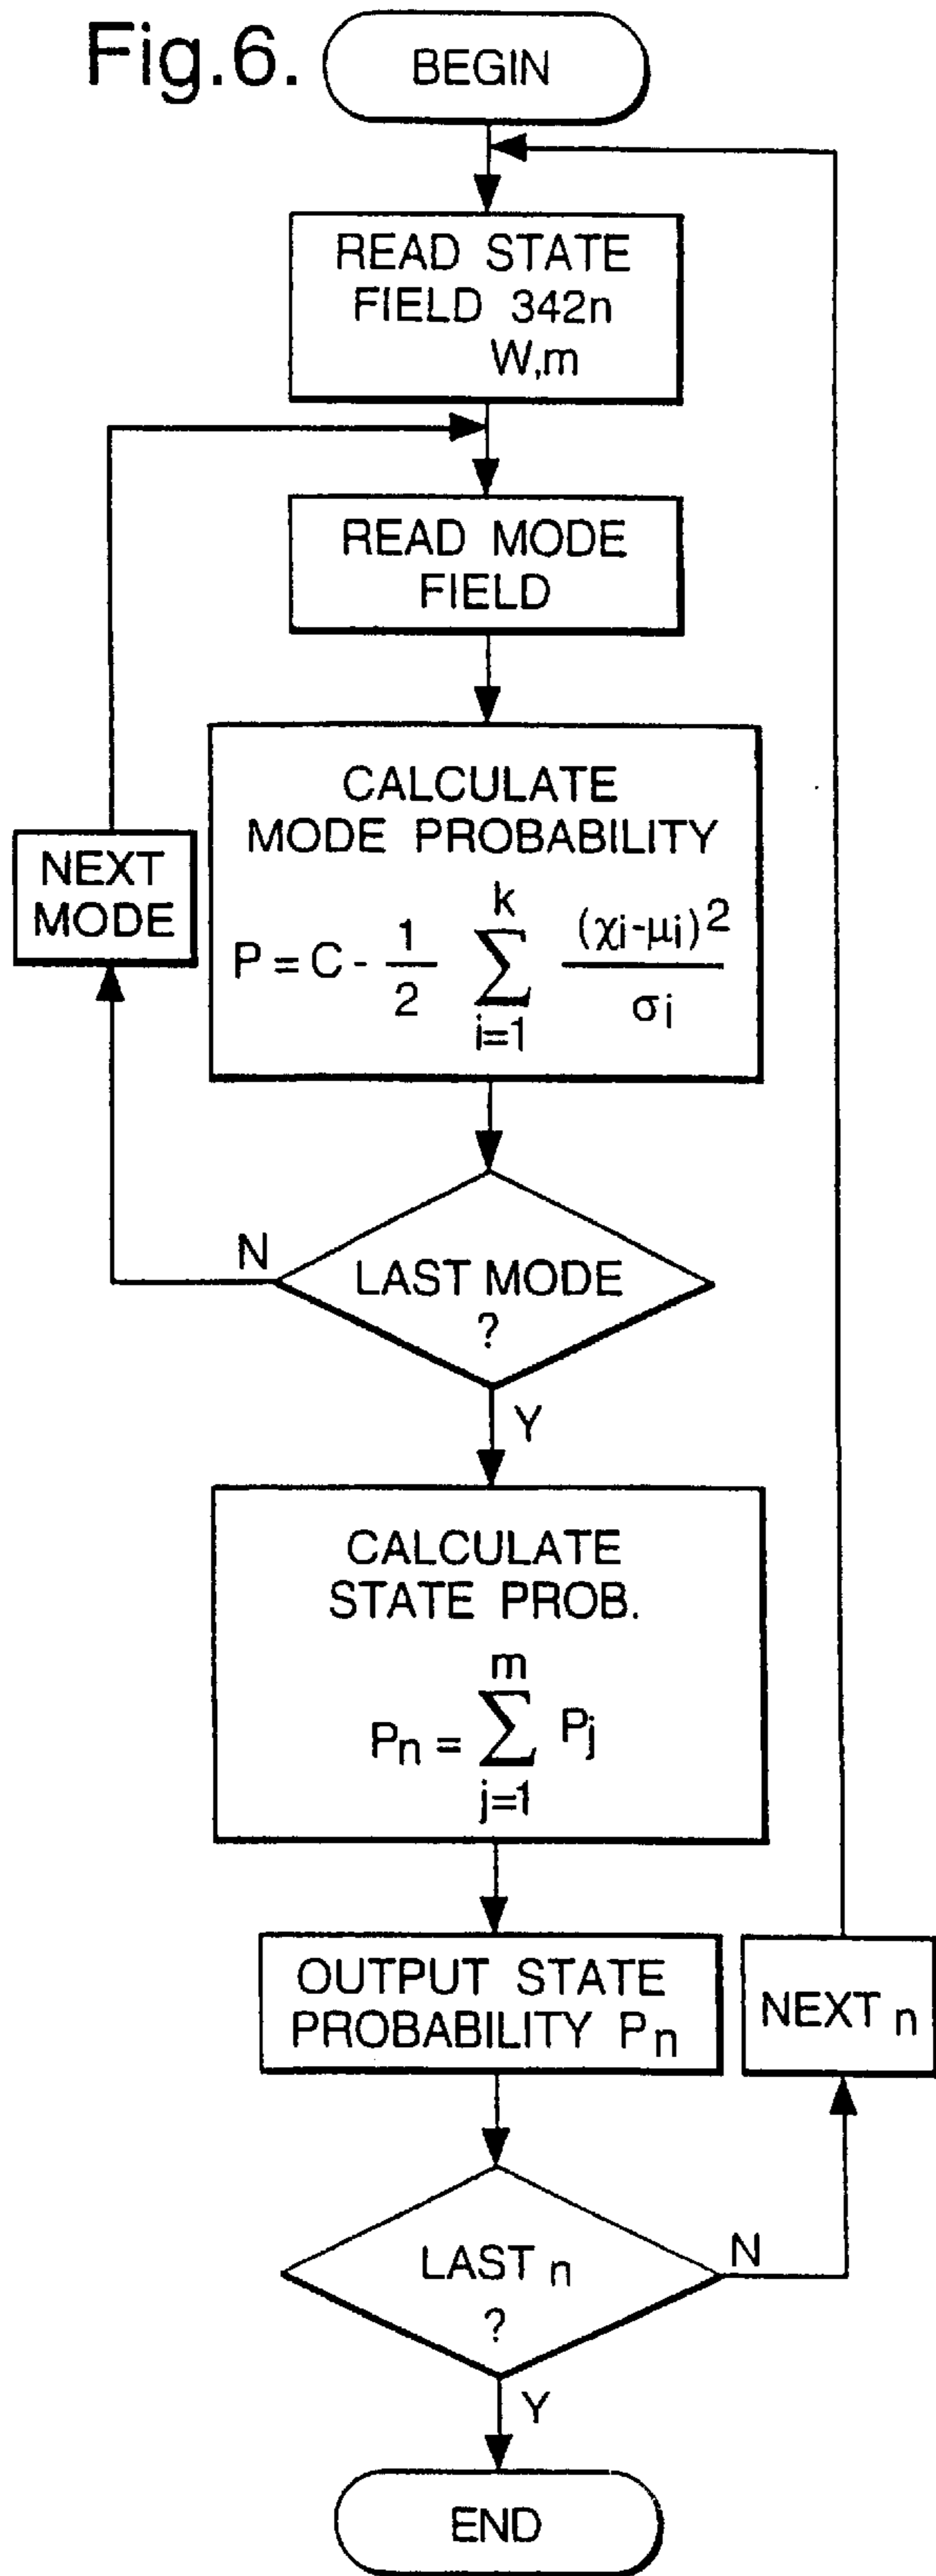 Fig.6.
BEGIN
READ STATE
FIELD 342n
W,m
READ MODE
FIELD
CALCULATE
MODE PROBABILITY
P = C - 1/2 k∑i=1 (χi-μi)2/σi
NEXT
MODE
LAST MODE
?
N
Y
CALCULATE
STATE PROB.
Pn = m∑j=1 Pj
OUTPUT STATE
PROBABILITY Pn
NEXT n
LAST n
?
N
Y
END